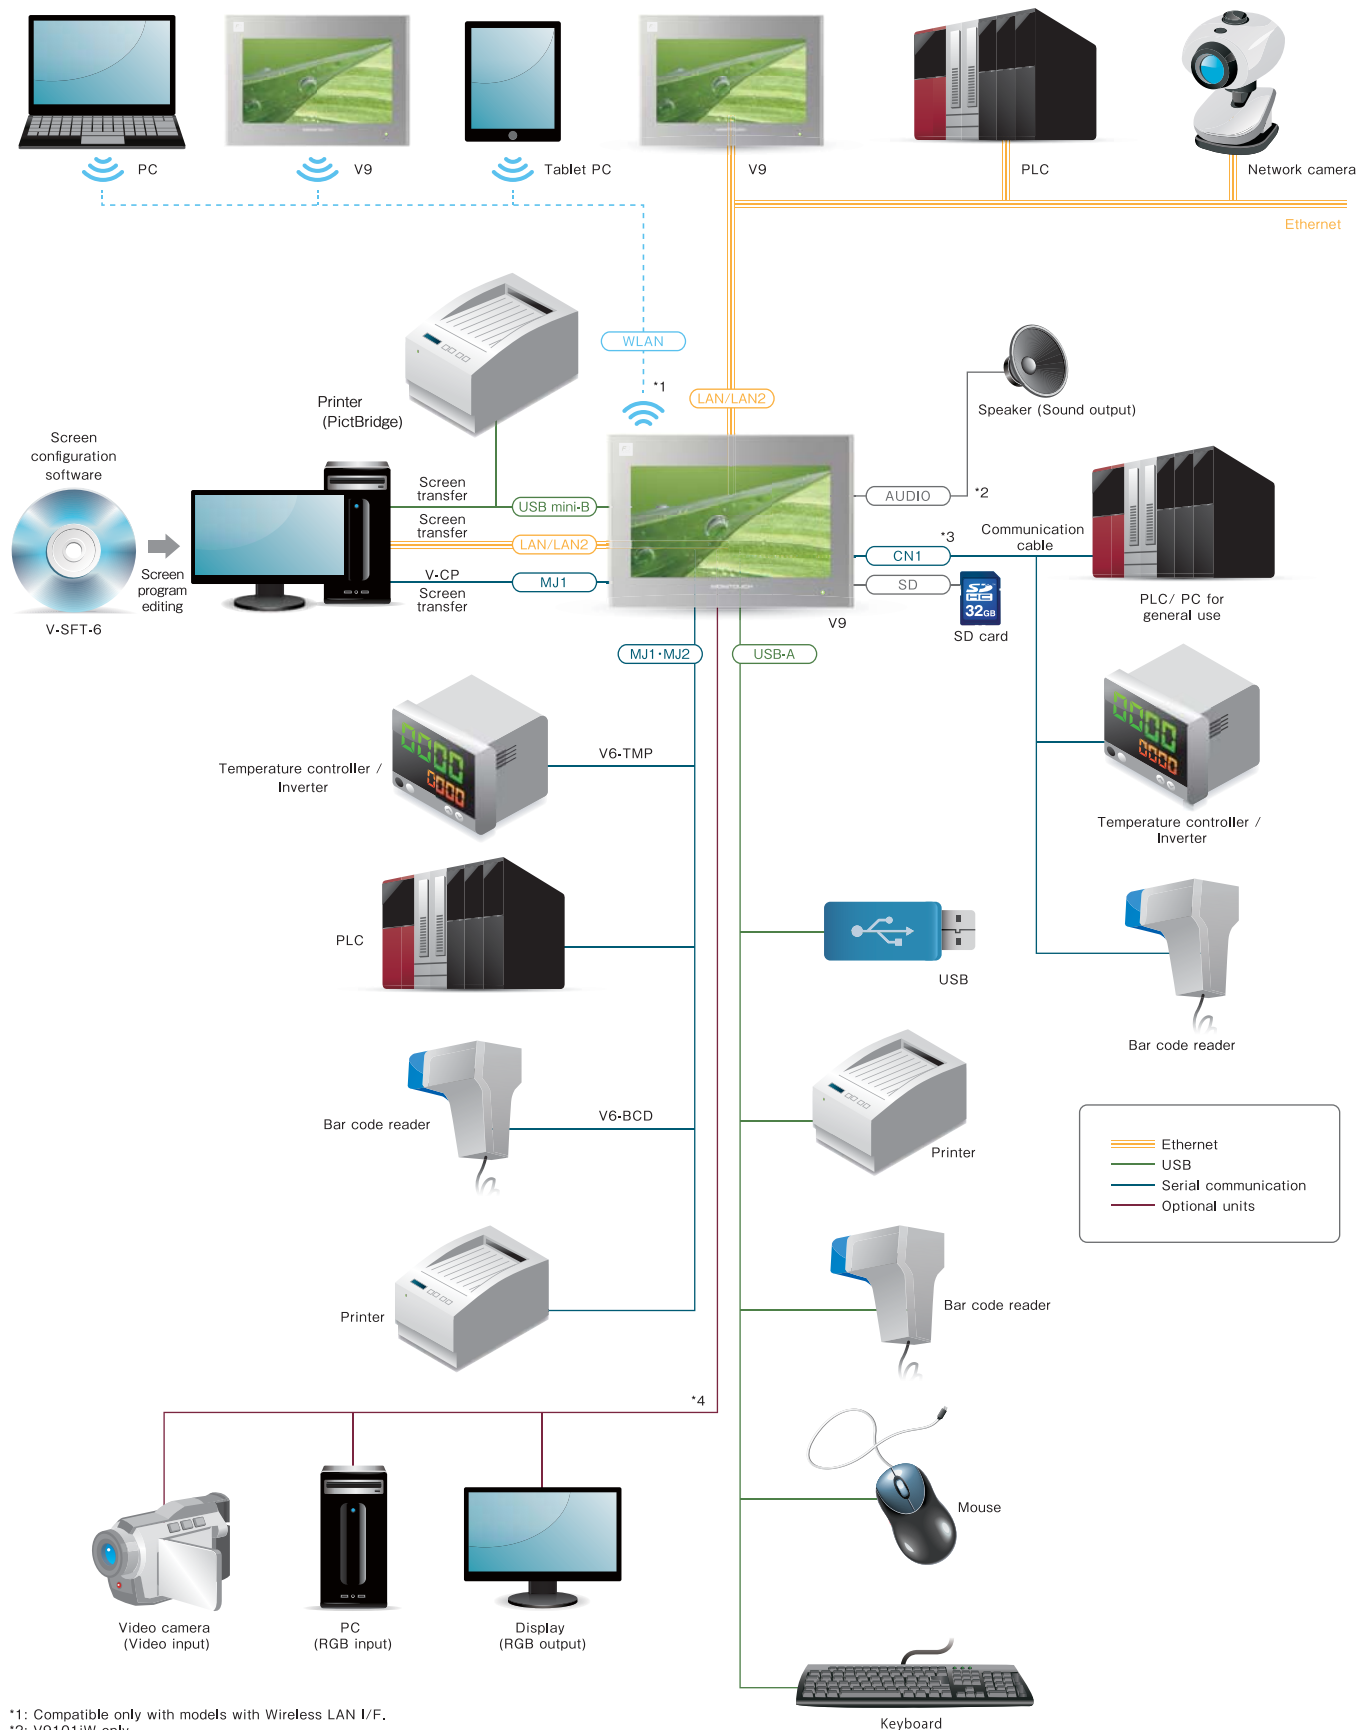 PC
V9
Tablet PC
V9
PLC
Network camera
Ethernet
WLAN
*1
LAN/LAN2
Printer
(PictBridge)
Speaker (Sound output)
Screen
configuration
software
Screen
transfer
USB mini-B
AUDIO
*2
Screen
transfer
LAN/LAN2
*3
CN1
Communication
cable
Screen
program
editing
V-CP
Screen
transfer
MJ1
MONITOUCH
SD
32GB
SD card
V-SFT-6
V9
PLC/ PC for
general use
MJ1・MJ2
USB-A
V6-TMP
Temperature controller /
Inverter
Temperature controller /
Inverter
PLC
USB
Bar code reader
V6-BCD
Bar code reader
Printer
Ethernet
USB
Serial communication
Optional units
Printer
Bar code reader
*4
Mouse
Video camera
(Video input)
PC
(RGB input)
Display
(RGB output)
Keyboard
*1: Compatible only with models with Wireless LAN I/F.
*2: V9101iW only